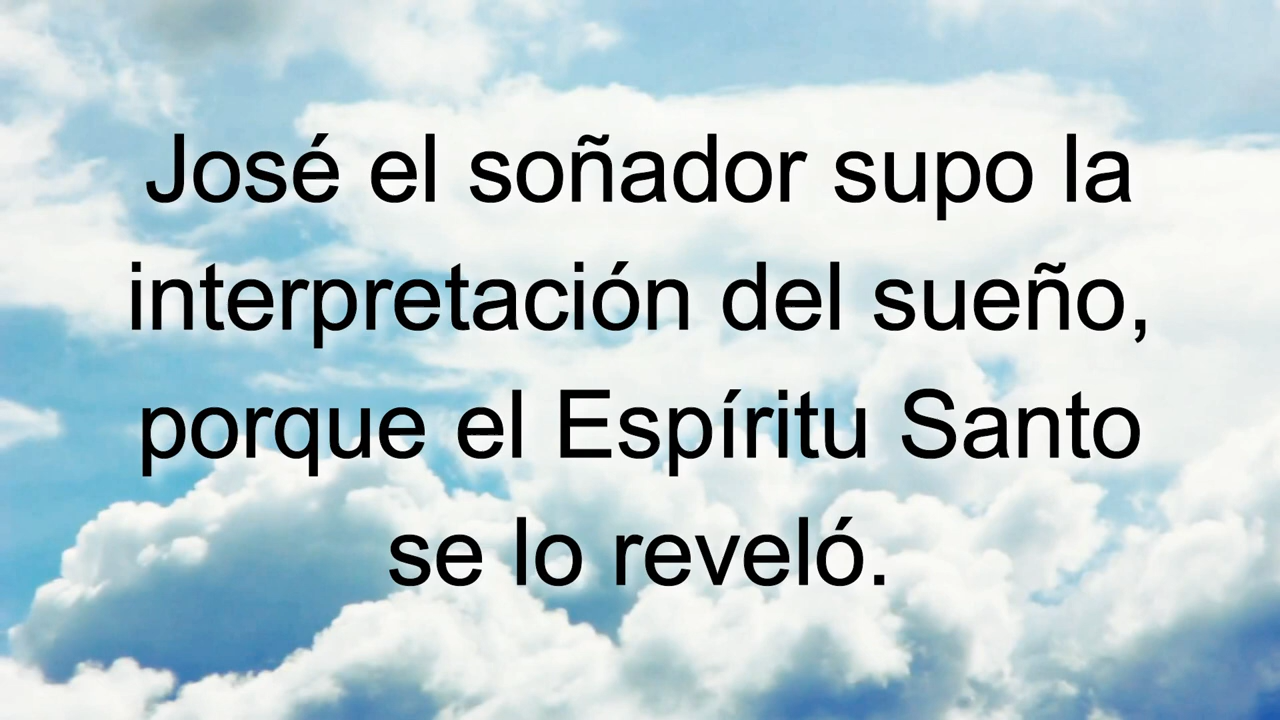 José el soñador supo la
interpretación del sueño,
porque el Espíritu Santo
se lo reveló.